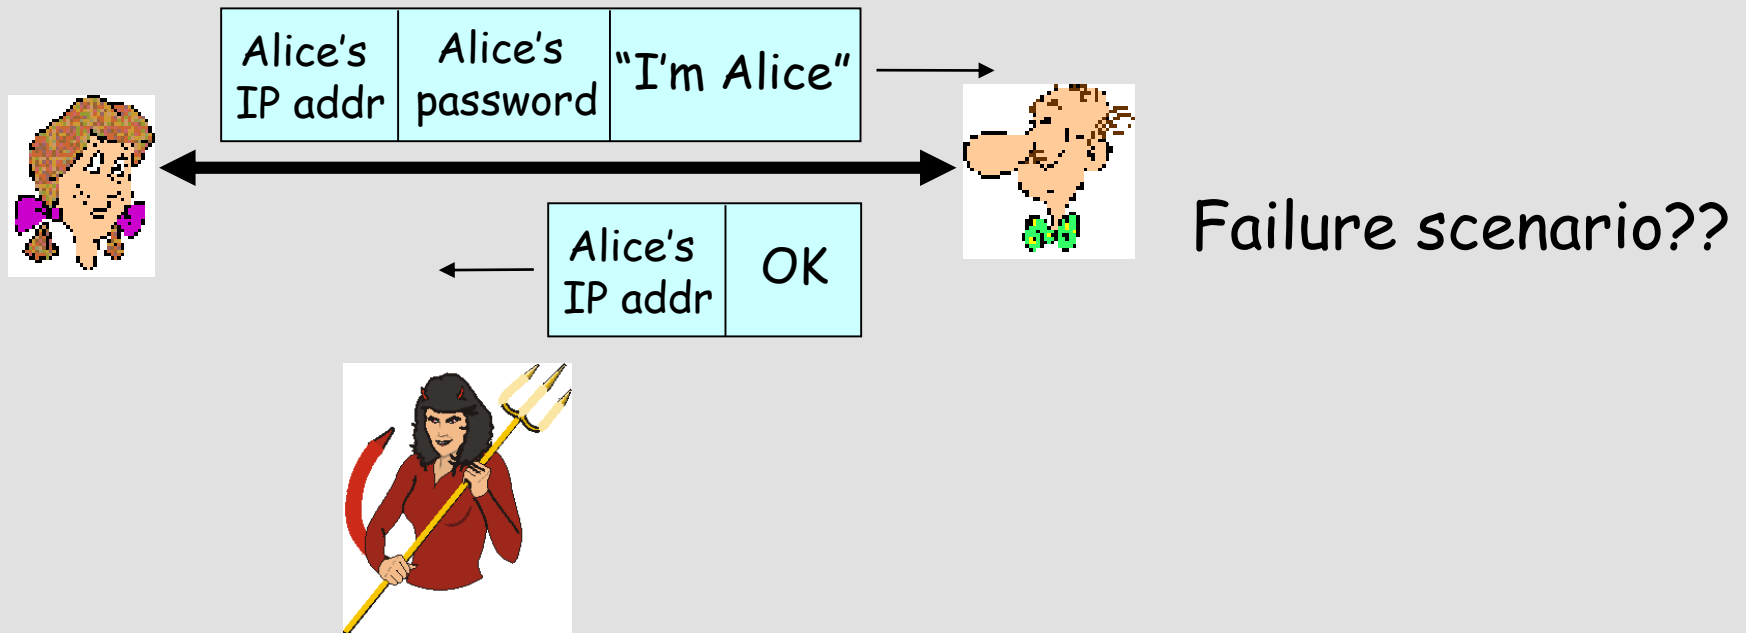 Alice's
IP addr
Alice's
password
“I'm Alice”
Alice's
IP addr
OK
Failure scenario??